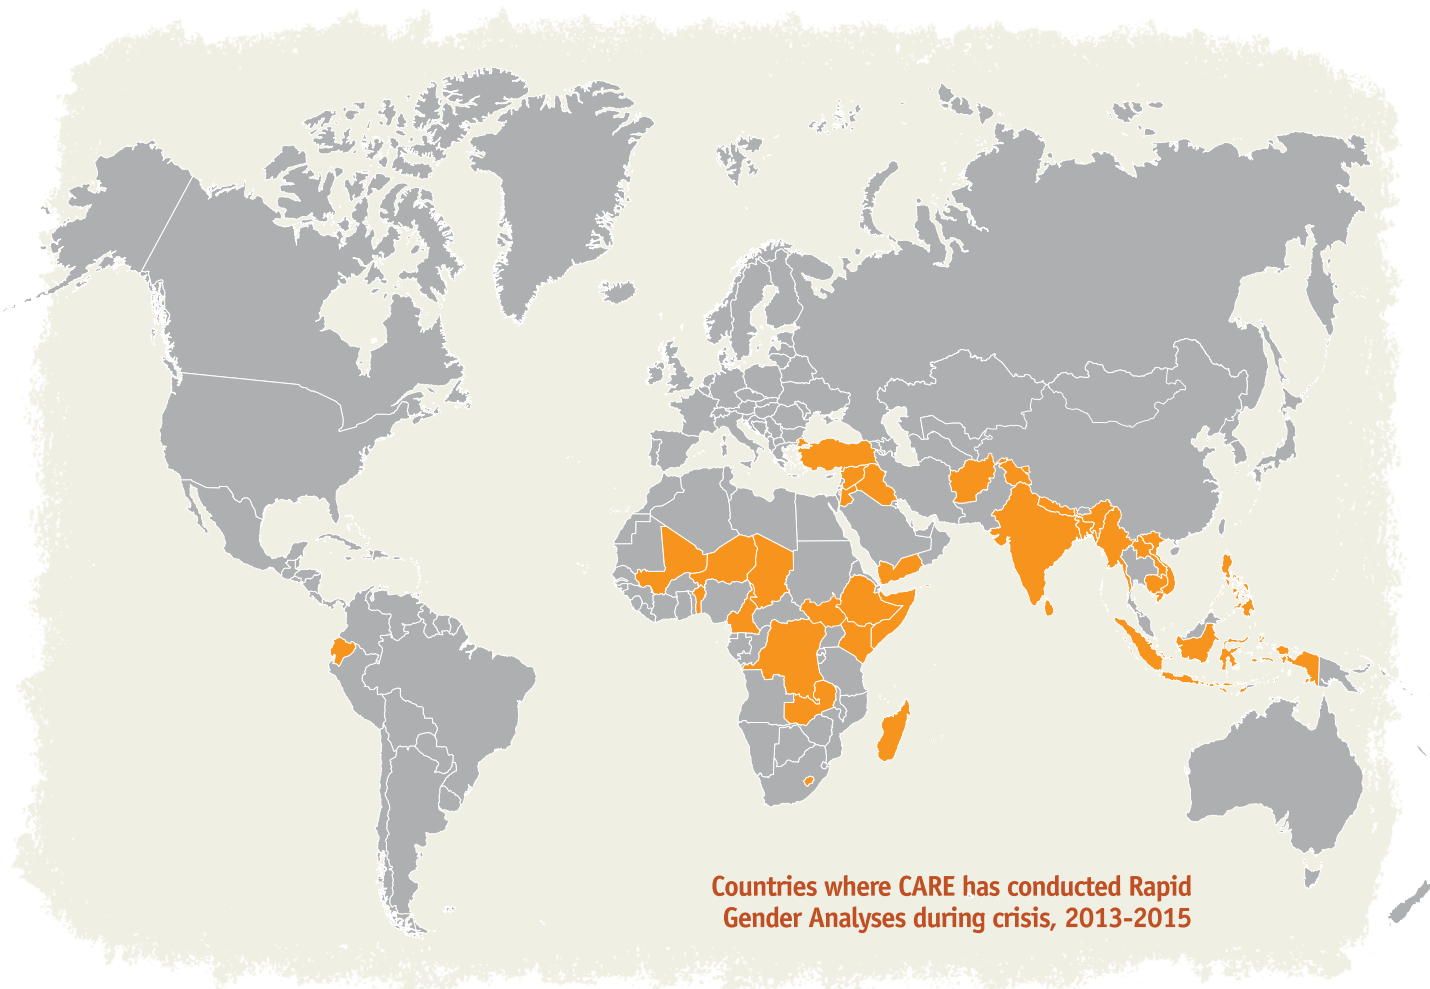 Countries where CARE has conducted Rapid
Gender Analyses during crisis, 2013-2015